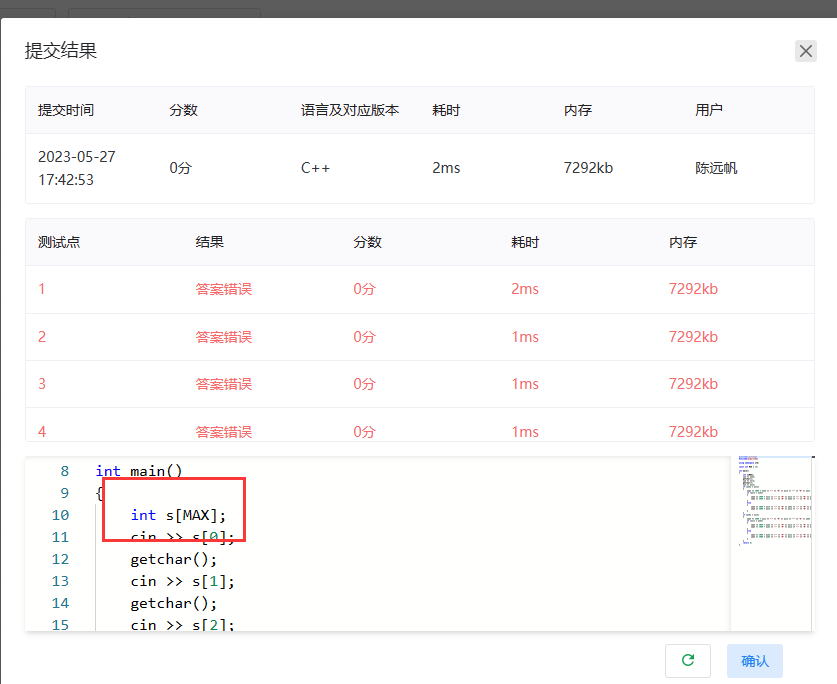 提交结果
提交时间 分数 语言及对应版本 耗时 内存 用户
2023-05-27 17:42:53 0分 C++ 2ms 7292kb 陈远帆
测试点 结果 分数 耗时 内存
1 答案错误 0分 2ms 7292kb
2 答案错误 0分 1ms 7292kb
3 答案错误 0分 1ms 7292kb
4 答案错误 0分 1ms 7292kb
8 int main()
9 {
10 int s[MAX];
11 cin >> s[0];
12 getchar();
13 cin >> s[1];
14 getchar();
15 cin >> s[2];
确认